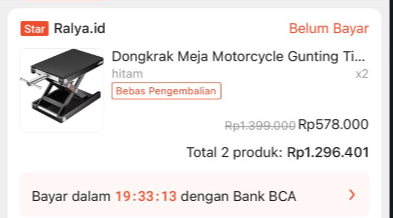 Star Ralya.id Belum Bayar
Dongkrak Meja Motorcycle Gunting Ti...
hitam x2
Bebas Pengembalian
Rp1.399.000 Rp578.000
Total 2 produk: Rp1.296.401
Bayar dalam 19:33:13 dengan Bank BCA